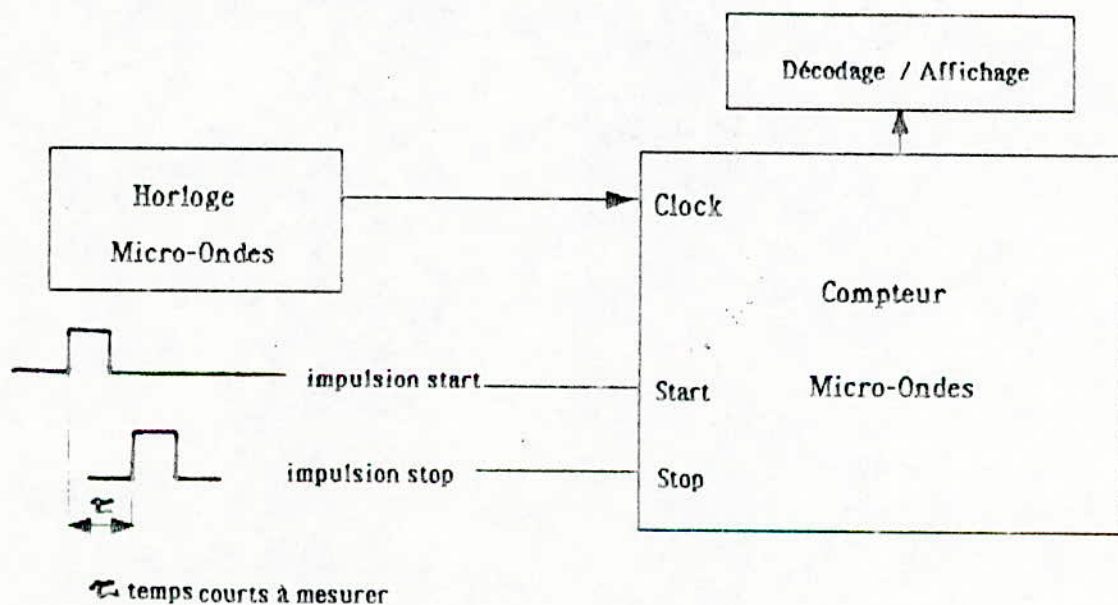 Décodage / Affichage
Horloge
Micro-Ondes
Clock
Compteur
Micro-Ondes
impulsion start
Start
impulsion stop
Stop
τ
τ temps courts à mesurer